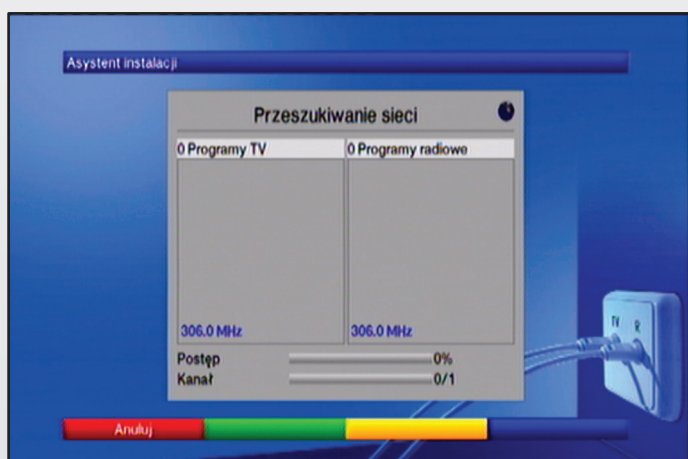 Asystent instalacji
Przeszukiwanie sieci
0 Programy TV
0 Programy radiowe
306.0 MHz
306.0 MHz
Postęp 0%
Kanał 0/1
TV R
Anuluj